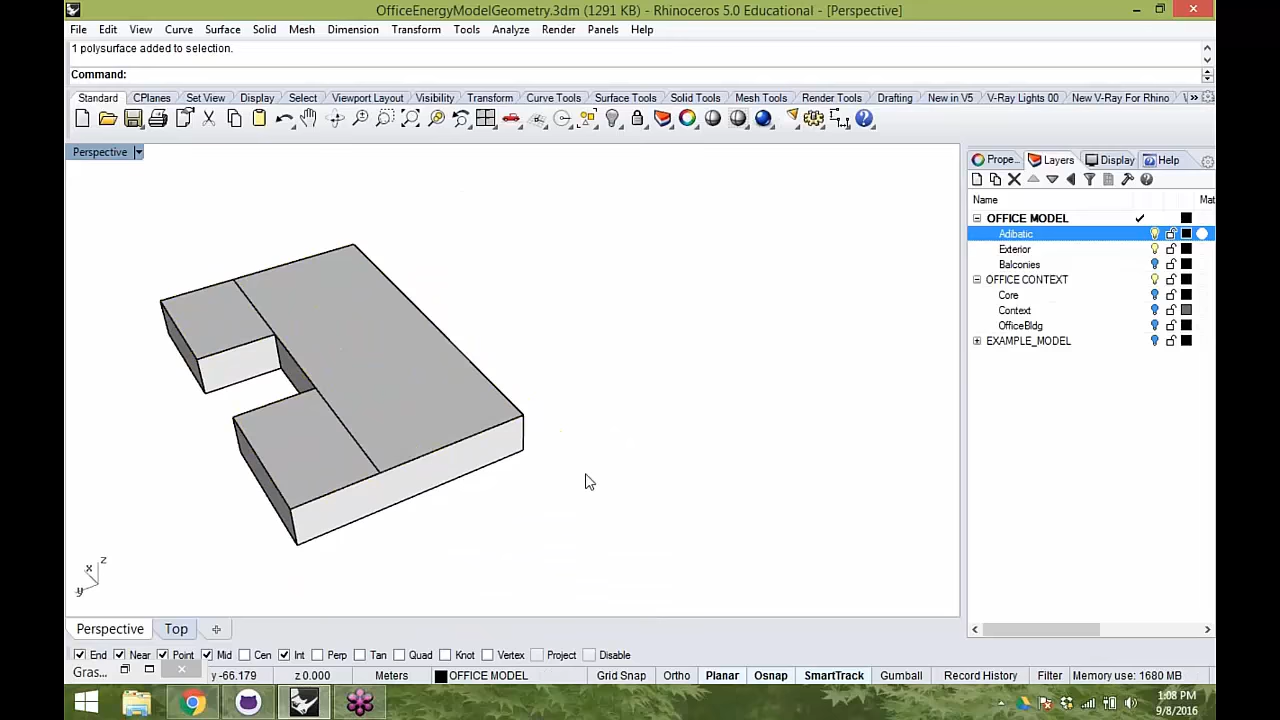 OfficeEnergyModelGeometry.3dm (1291 KB) - Rhinoceros 5.0 Educational - [Perspective]
File Edit View Curve Surface Solid Mesh Dimension Transform Tools Analyze Render Panels Help
1 polysurface added to selection.
Command:
Standard CPlanes Set View Display Select Viewport Layout Visibility Transform Curve Tools Surface Tools Solid Tools Mesh Tools Render Tools Drafting New in V5 V-Ray Lights 00 New V-Ray For Rhino
Perspective
Prope... Layers Display Help
Name Mat
OFFICE MODEL
Adibatic
Exterior
Balconies
OFFICE CONTEXT
Core
Context
OfficeBldg
EXAMPLE_MODEL
z
x
y
Perspective Top
End Near Point Mid Cen Int Perp Tan Quad Knot Vertex Project Disable
Gras... y -66.179 z 0.000 Meters OFFICE MODEL Grid Snap Ortho Planar Osnap SmartTrack Gumball Record History Filter Memory use: 1680 MB
1:08 PM
9/8/2016